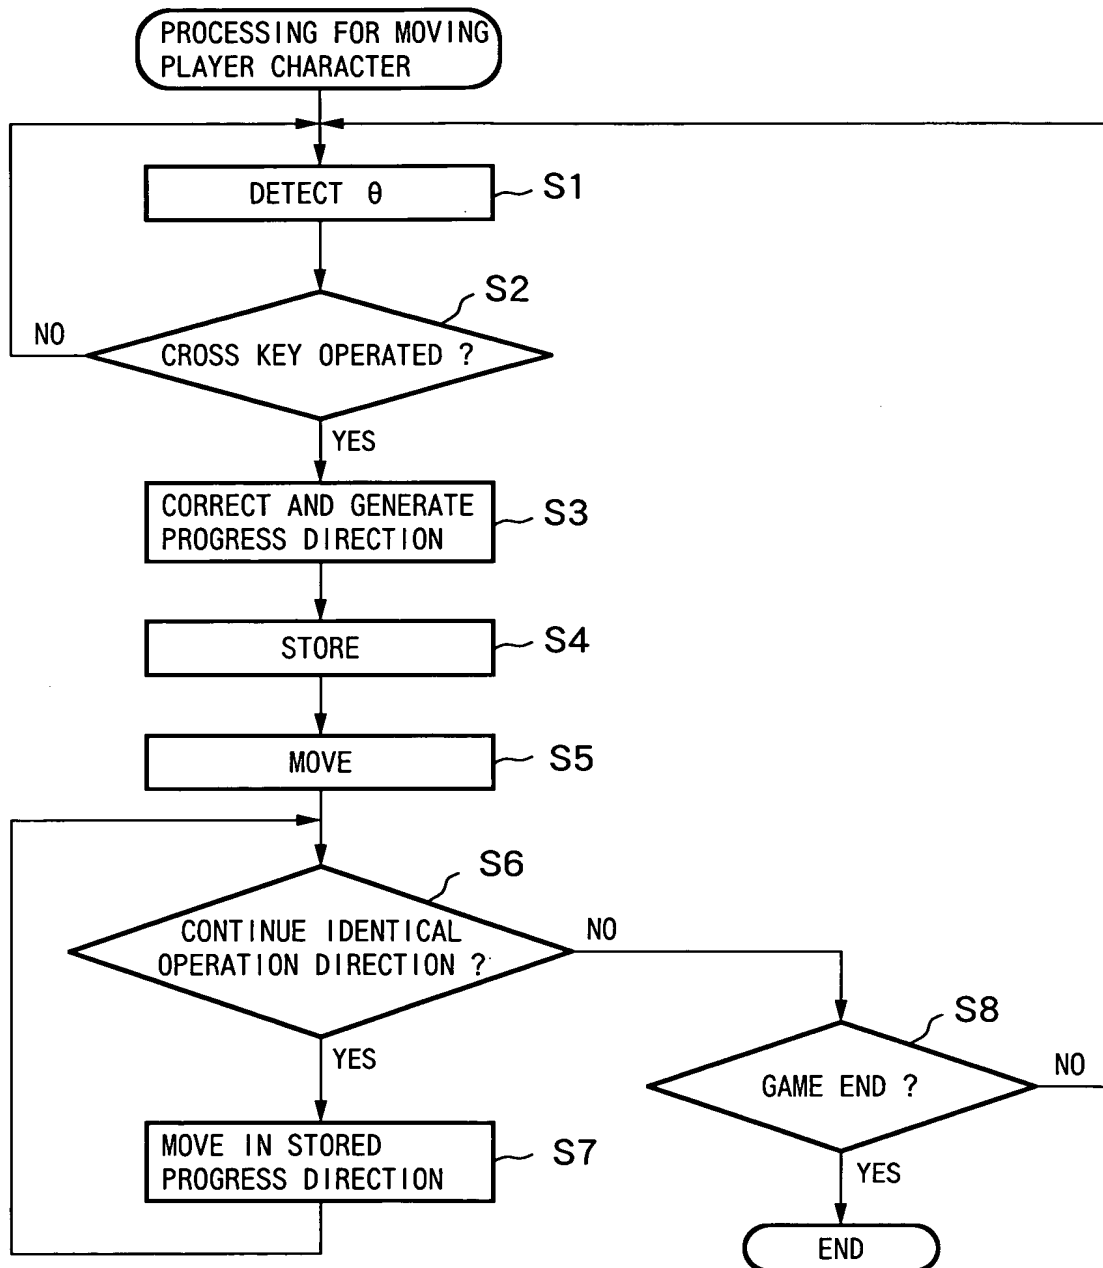 PROCESSING FOR MOVING
PLAYER CHARACTER
DETECT θ
S1
S2
NO
CROSS KEY OPERATED ?
YES
CORRECT AND GENERATE
PROGRESS DIRECTION
S3
STORE
S4
MOVE
S5
S6
CONTINUE IDENTICAL
OPERATION DIRECTION ?
NO
YES
S8
GAME END ?
NO
MOVE IN STORED
PROGRESS DIRECTION
S7
YES
END